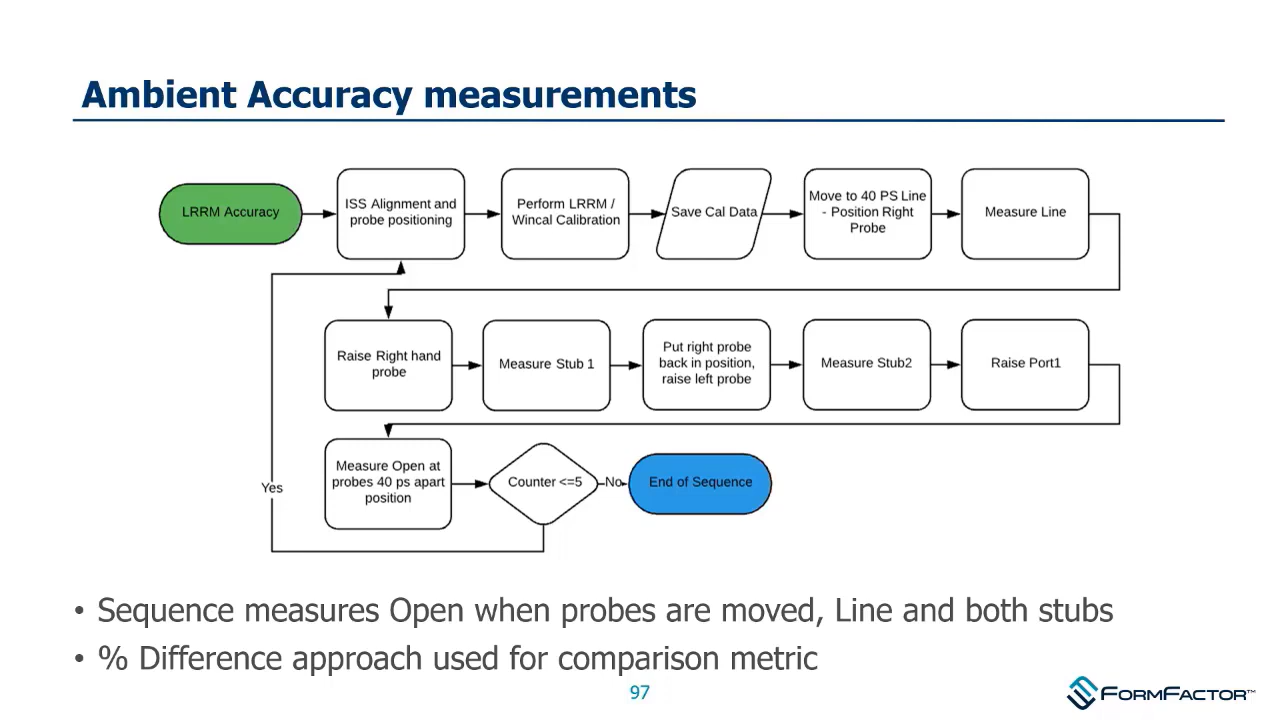 Ambient Accuracy measurements
LRRM Accuracy
ISS Alignment and
probe positioning
Perform LRRM /
Wincal Calibration
Save Cal Data
Move to 40 PS Line
- Position Right
Probe
Measure Line
Raise Right hand
probe
Measure Stub 1
Put right probe
back in position,
raise left probe
Measure Stub2
Raise Port1
Measure Open at
probes 40 ps apart
position
Counter <=5
No
End of Sequence
Yes
• Sequence measures Open when probes are moved, Line and both stubs
• % Difference approach used for comparison metric
97
FORMFACTOR™